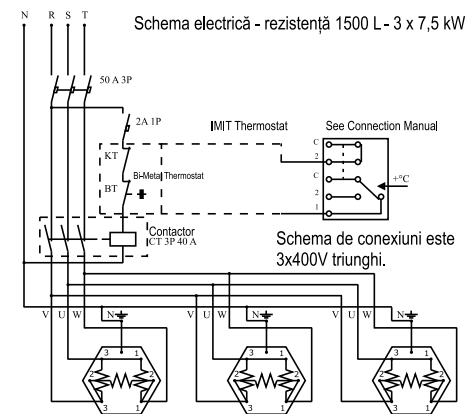 Schema electrică - rezistență 1500 L - 3 x 7,5 kW
N R S T
50 A 3P
2A 1P
IMIT Thermostat
See Connection Manual
KT
Bi-Metal Thermostat
BT
C
2
C
2
1
+°C
Contactor
CT 3P 40 A
Schema de conexiuni este
3x400V triunghi.
V U W N
V U W N
V U W N
3 1
2 2
3 1
3 1
2 2
3 1
3 1
2 2
3 1